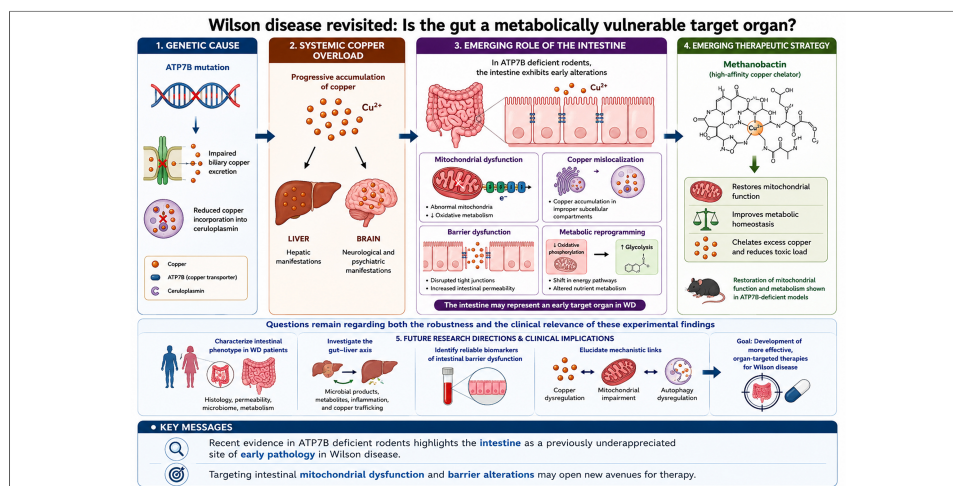 Wilson disease revisited: Is the gut a metabolically vulnerable target organ?
1. GENETIC CAUSE
ATP7B mutation
Impaired
biliary copper
excretion
Reduced copper
incorporation into
ceruloplasmin
Copper
ATP7B (copper transporter)
Ceruloplasmin
2. SYSTEMIC COPPER
OVERLOAD
Progressive accumulation
of copper
Cu2+
LIVER
Hepatic
manifestations
BRAIN
Neurological and
psychiatric
manifestations
3. EMERGING ROLE OF THE INTESTINE
In ATP7B deficient rodents,
the intestine exhibits early alterations
Cu2+
Mitochondrial dysfunction
e-
• Abnormal mitochondria
• ↓ Oxidative metabolism
Copper mislocalization
• Copper accumulation in
improper subcellular
compartments
Barrier dysfunction
• Disrupted tight junctions
• Increased intestinal permeability
Metabolic reprogramming
↓ Oxidative
phosphorylation
↑ Glycolysis
• Shift in energy pathways
• Altered nutrient metabolism
The intestine may represent an early target organ in WD
4. EMERGING THERAPEUTIC STRATEGY
Methanobactin
(high-affinity copper chelator)
Restores mitochondrial
function
Improves metabolic
homeostasis
Chelates excess copper
and reduces toxic load
Restoration of mitochondrial
function and metabolism shown
in ATP7B-deficient models
Questions remain regarding both the robustness and the clinical relevance of these experimental findings
5. FUTURE RESEARCH DIRECTIONS & CLINICAL IMPLICATIONS
Characterize intestinal
phenotype in WD patients
Histology, permeability,
microbiome, metabolism
Investigate the
gut–liver axis
Microbial products,
metabolites, inflammation,
and copper trafficking
Identify reliable biomarkers
of intestinal barrier dysfunction
Elucidate mechanistic links
Copper
dysregulation
Mitochondrial
impairment
Autophagy
dysregulation
Goal: Development of
more effective,
organ-targeted therapies
for Wilson disease
• KEY MESSAGES
Recent evidence in ATP7B deficient rodents highlights the intestine as a previously underappreciated
site of early pathology in Wilson disease.
Targeting intestinal mitochondrial dysfunction and barrier alterations may open new avenues for therapy.